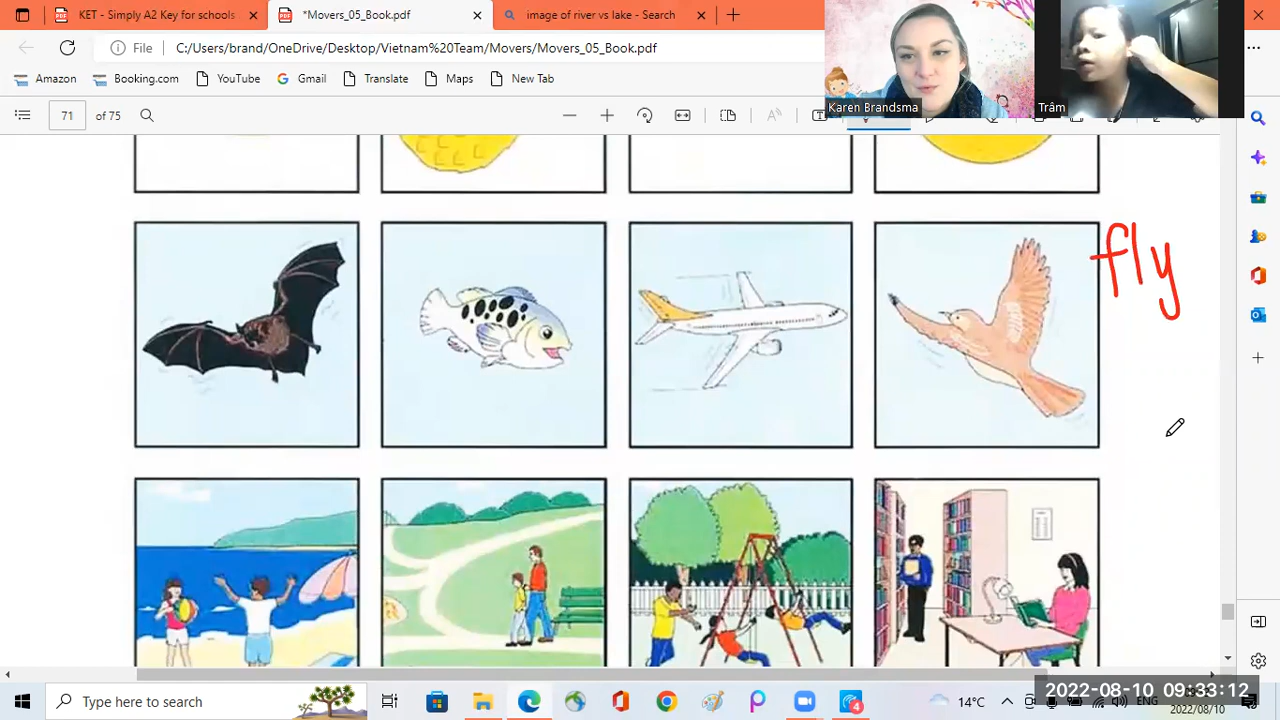 KET - Simply A2 Key for schools
*Movers_05_Book.pdf
image of river vs lake - Search
File C:/Users/brand/OneDrive/Desktop/Vietnam%20Team/Movers/Movers_05_Book.pdf
Amazon Booking.com YouTube Gmail Translate Maps New Tab
Karen Brandsma
Trâm
71 of 75
fly
Type here to search
4
14°C
ENG
2022-08-10 09:33:12
2022/08/10